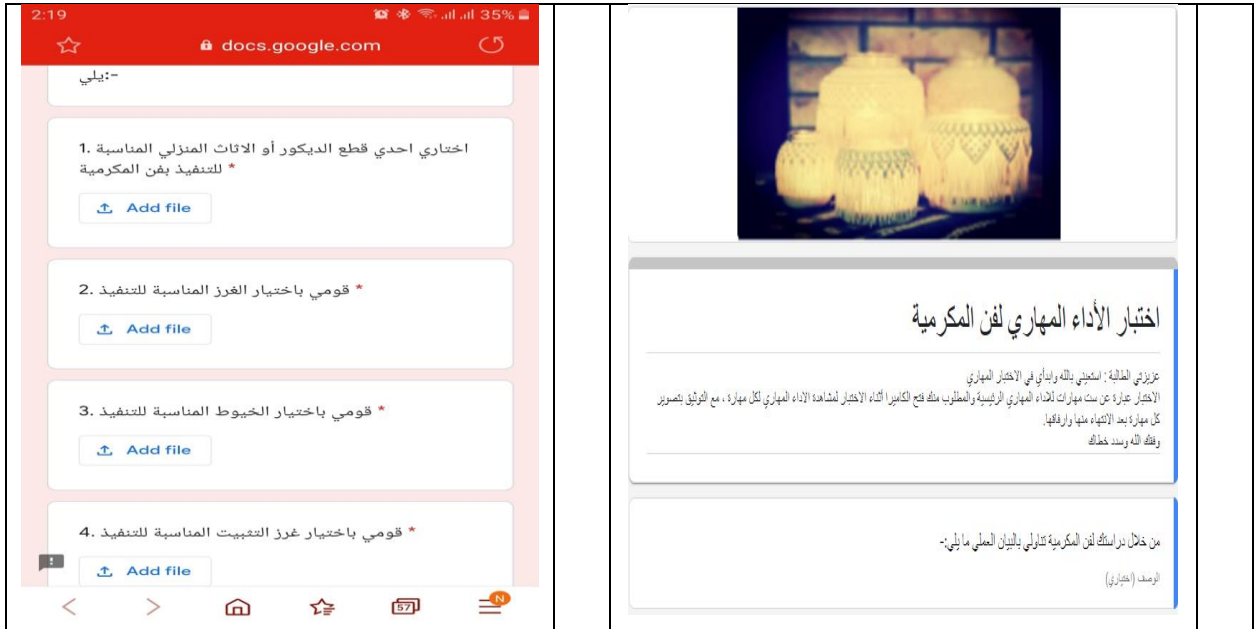 2:19
35%
docs.google.com
يلي:-
1. اختاري احدي قطع الديكور أو الاثاث المنزلي المناسبة
للتنفيذ بفن المكرمية *
Add file
2. قومي باختيار الغرز المناسبة للتنفيذ *
Add file
3. قومي باختيار الخيوط المناسبة للتنفيذ *
Add file
4. قومي باختيار غرز التثبيت المناسبة للتنفيذ *
Add file
57
N
اختبار الأداء المهاري لفن المكرمية
عزيزتي الطالبة : استعيني بالله وابدأي في الاختبار المهاري
الاختبار عبارة عن ست مهارات للاداء المهاري الرئيسية والمطلوب منك فتح الكاميرا أثناء الاختبار لمشاهدة الاداء المهاري لكل مهارة ، مع التوثيق بتصوير
كل مهارة بعد الانتهاء منها وارفاقها.
وفقك الله وسدد خطاك
من خلال دراستك لفن المكرمية تناولي بالبيان العملي ما يلي:-
الوصف (اختياري)